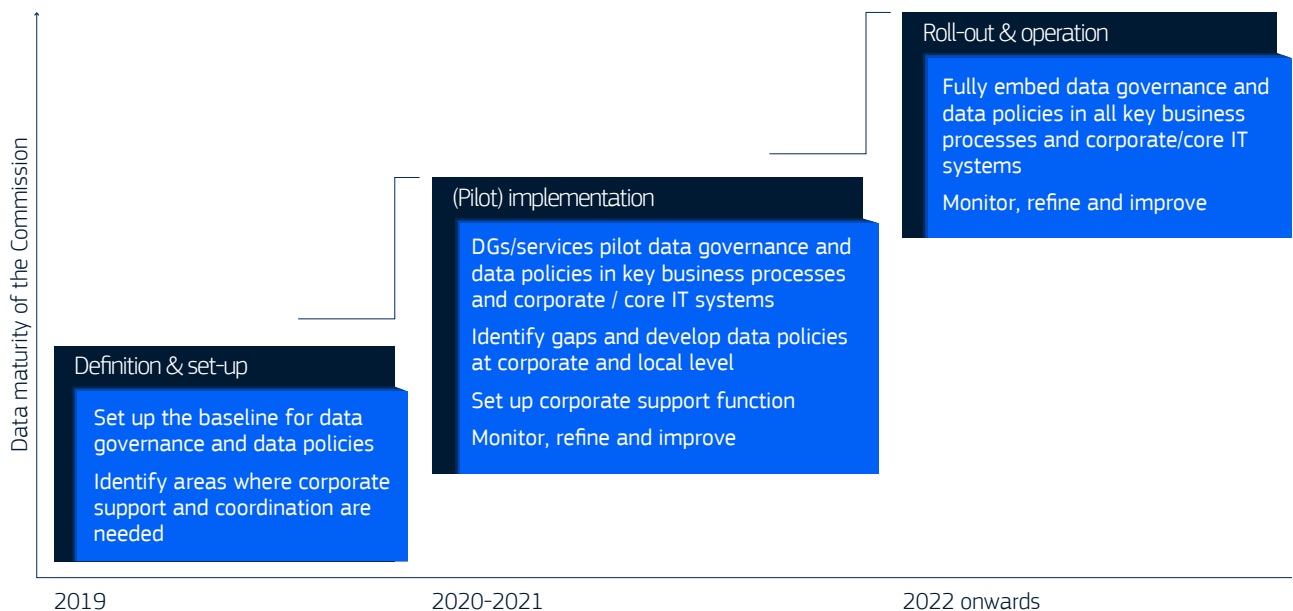 Data maturity of the Commission
Definition & set-up
Set up the baseline for data
governance and data policies
Identify areas where corporate
support and coordination are
needed
(Pilot) implementation
DGs/services pilot data governance and
data policies in key business processes
and corporate / core IT systems
Identify gaps and develop data policies
at corporate and local level
Set up corporate support function
Monitor, refine and improve
Roll-out & operation
Fully embed data governance and
data policies in all key business
processes and corporate/core IT
systems
Monitor, refine and improve
2019
2020-2021
2022 onwards